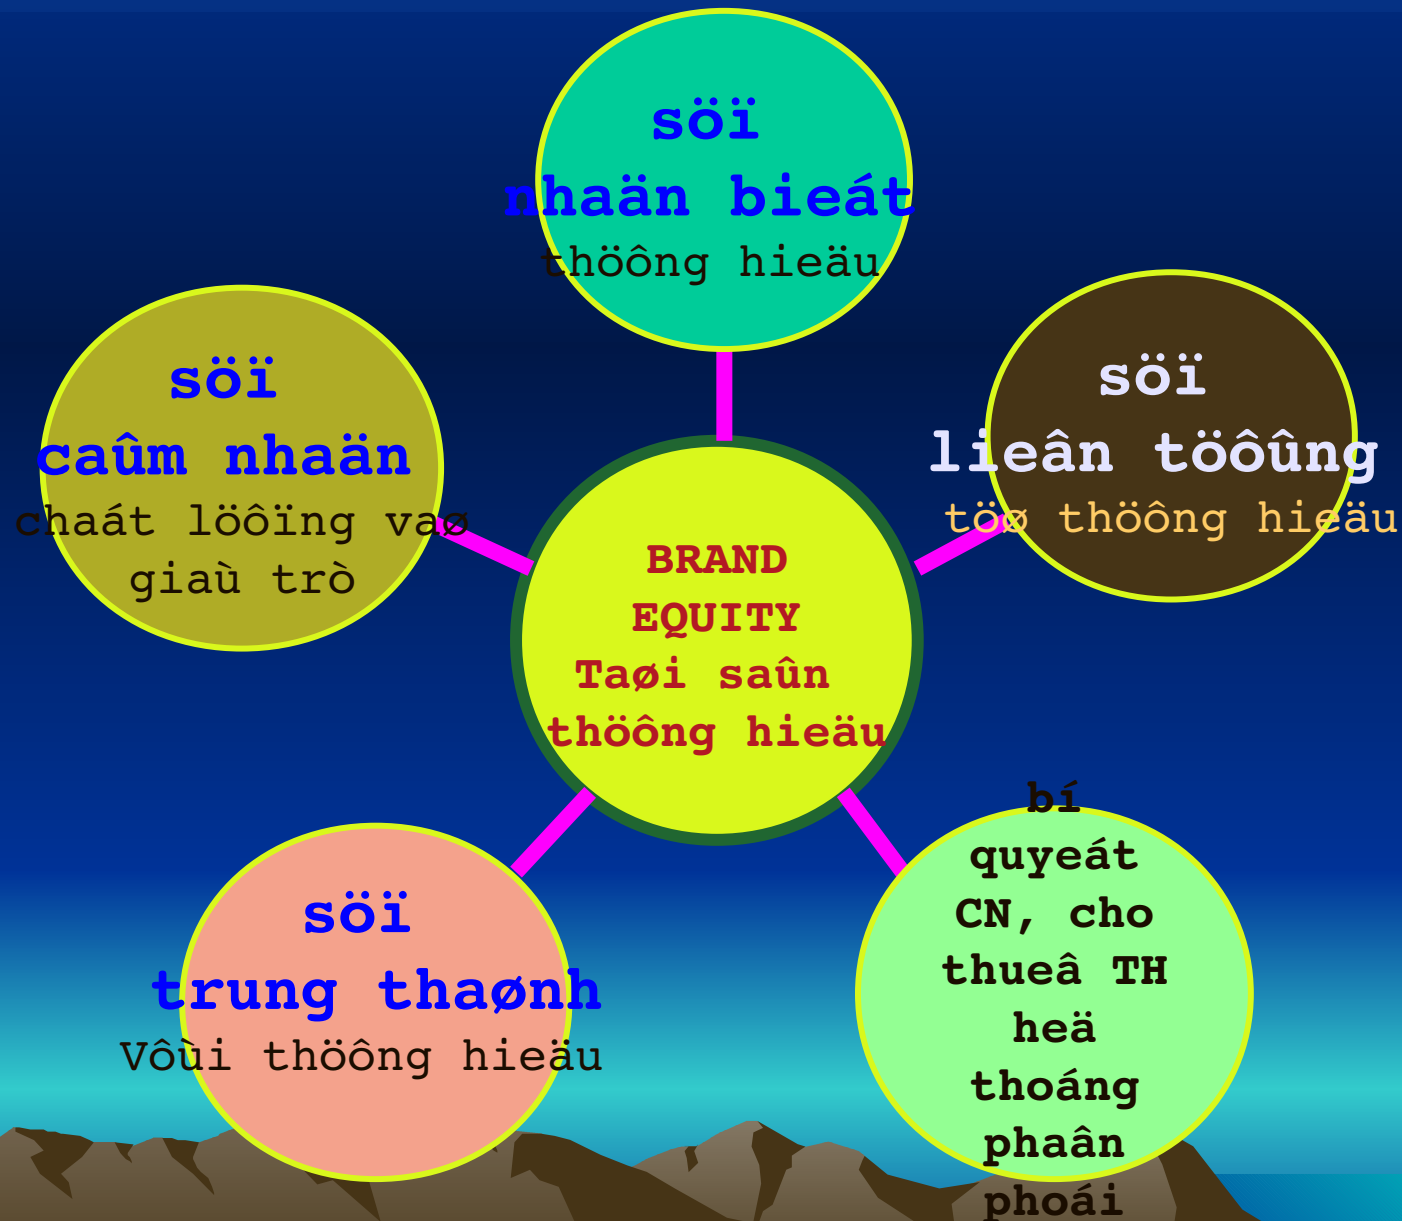 söï
nhaän bieát
thöông hieäu
söï
caûm nhaän
chaát löôïng vaø
giaù trò
söï
lieân töôûng
töø thöông hieäu
BRAND
EQUITY
Taøi saûn
thöông hieäu
söï
trung thaønh
Vôùi thöông hieäu
bí
quyeát
CN, cho
thueâ TH
heä
thoáng
phaân
phoái